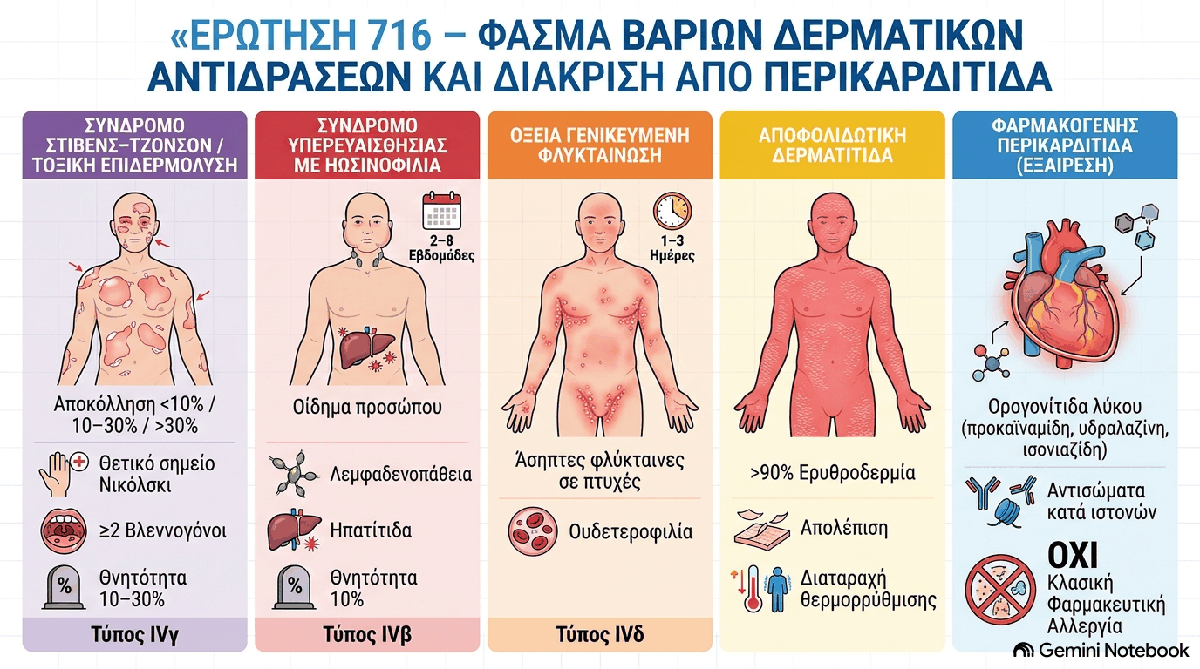 «ΕΡΩΤΗΣΗ 716 – ΦΑΣΜΑ ΒΑΡΙΩΝ ΔΕΡΜΑΤΙΚΩΝ
ΑΝΤΙΔΡΑΣΕΩΝ ΚΑΙ ΔΙΑΚΡΙΣΗ ΑΠΟ ΠΕΡΙΚΑΡΔΙΤΙΔΑ
ΣΥΝΔΡΟΜΟ
ΣΤΙΒΕΝΣ–ΤΖΟΝΣΟΝ /
ΤΟΞΙΚΗ ΕΠΙΔΕΡΜΟΛΥΣΗ
Αποκόλληση <10% /
10–30% / >30%
Θετικό σημείο
Νικόλσκι
≥2 Βλεννογόνοι
%
Θνητότητα
10–30%
Τύπος IVγ
ΣΥΝΔΡΟΜΟ
ΥΠΕΡΕΥΑΙΣΘΗΣΙΑΣ
ΜΕ ΗΩΣΙΝΟΦΙΛΙΑ
2–8
Εβδομάδες
Οίδημα προσώπου
Λεμφαδενοπάθεια
Ηπατίτιδα
%
Θνητότητα
10%
Τύπος IVβ
ΟΞΕΙΑ ΓΕΝΙΚΕΥΜΕΝΗ
ΦΛΥΚΤΑΙΝΩΣΗ
1–3
Ημέρες
Άσηπτες φλύκταινες
σε πτυχές
Ουδετεροφιλία
Τύπος IVδ
ΑΠΟΦΟΛΙΔΩΤΙΚΗ
ΔΕΡΜΑΤΙΤΙΔΑ
>90% Ερυθροδερμία
Απολέπιση
Διαταραχή
θερμορρύθμισης
ΦΑΡΜΑΚΟΓΕΝΗΣ
ΠΕΡΙΚΑΡΔΙΤΙΔΑ
(ΕΞΑΙΡΕΣΗ)
Ορογονίτιδα λύκου
(προκαϊναμίδη, υδραλαζίνη,
ισονιαζίδη)
Αντισώματα
κατά ιστονών
ΟΧΙ
Κλασική
Φαρμακευτική
Αλλεργία
Gemini Notebook